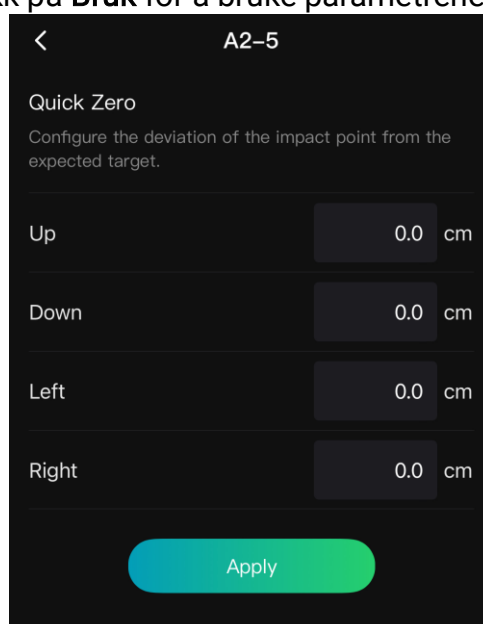 på Bruk for å bruke parametrene
A2-5
Quick Zero
Configure the deviation of the impact point from the
expected target.
Up 0.0 cm
Down 0.0 cm
Left 0.0 cm
Right 0.0 cm
Apply